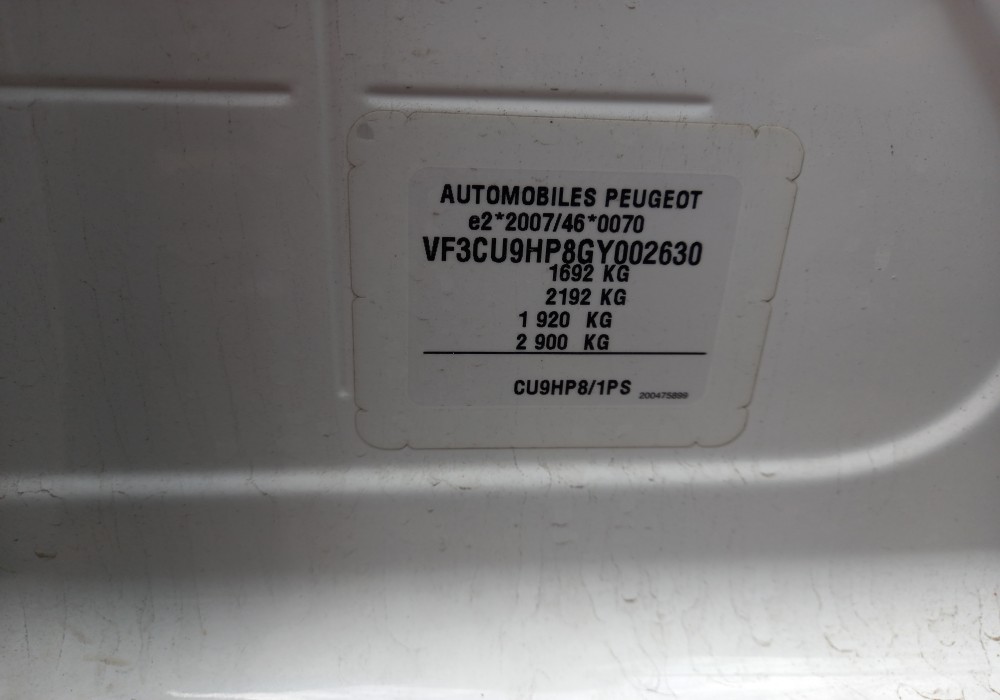 AUTOMOBILES PEUGEOT
e2*2007/46*0070
VF3CU9HP8GY002630
1692 KG
2192 KG
1 920 KG
2 900 KG
CU9HP8/1PS 200475899